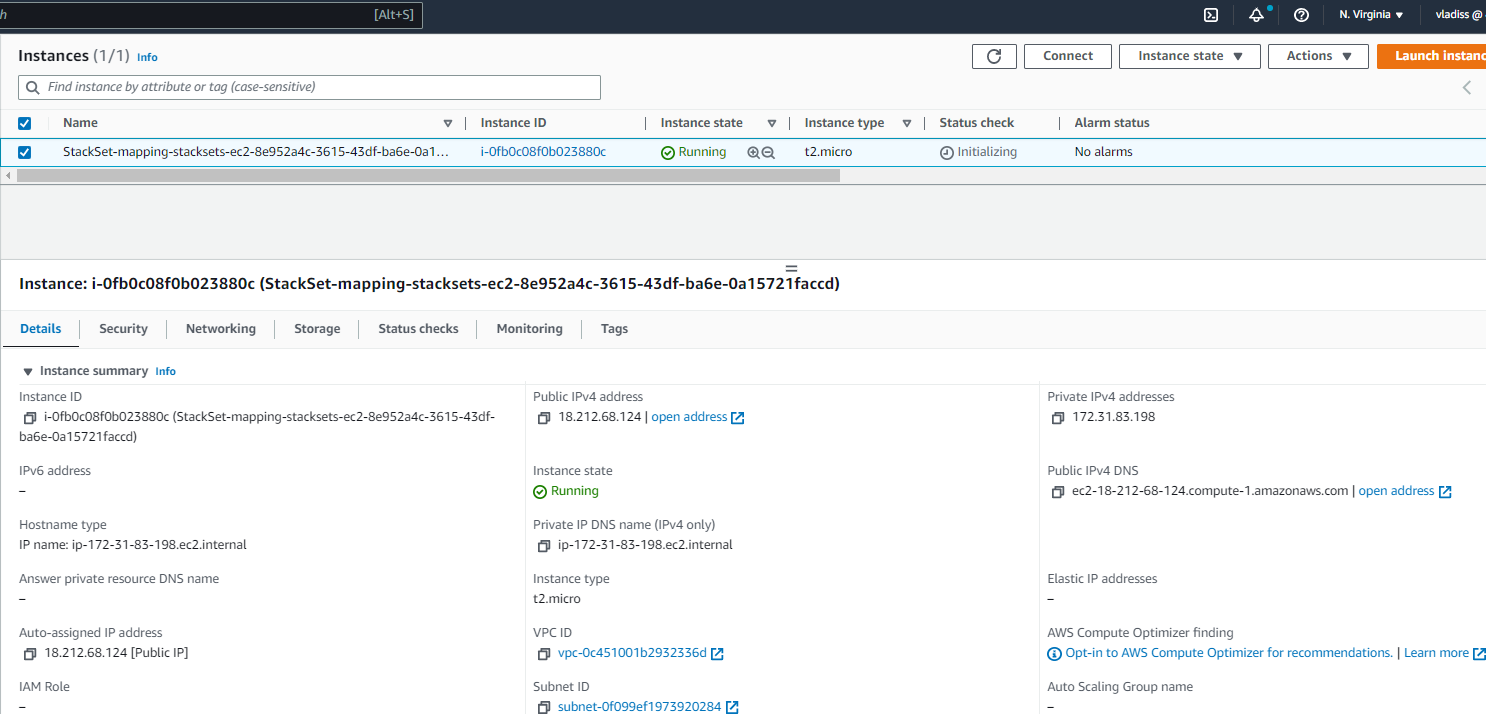 h [Alt+S] N. Virginia vladiss @
Instances (1/1) Info Connect Instance state Actions Launch instanc
Find instance by attribute or tag (case-sensitive)
Name Instance ID Instance state Instance type Status check Alarm status
StackSet-mapping-stacksets-ec2-8e952a4c-3615-43df-ba6e-0a1... i-0fb0c08f0b023880c Running t2.micro Initializing No alarms
Instance: i-0fb0c08f0b023880c (StackSet-mapping-stacksets-ec2-8e952a4c-3615-43df-ba6e-0a15721faccd)
Details Security Networking Storage Status checks Monitoring Tags
Instance summary Info
Instance ID
i-0fb0c08f0b023880c (StackSet-mapping-stacksets-ec2-8e952a4c-3615-43df-
ba6e-0a15721faccd)
Public IPv4 address
18.212.68.124 | open address
Private IPv4 addresses
172.31.83.198
IPv6 address
–
Instance state
Running
Public IPv4 DNS
ec2-18-212-68-124.compute-1.amazonaws.com | open address
Hostname type
IP name: ip-172-31-83-198.ec2.internal
Private IP DNS name (IPv4 only)
ip-172-31-83-198.ec2.internal
Answer private resource DNS name
–
Instance type
t2.micro
Elastic IP addresses
–
Auto-assigned IP address
18.212.68.124 [Public IP]
VPC ID
vpc-0c451001b2932336d
AWS Compute Optimizer finding
Opt-in to AWS Compute Optimizer for recommendations. | Learn more
IAM Role
–
Subnet ID
subnet-0f099ef1973920284
Auto Scaling Group name
–